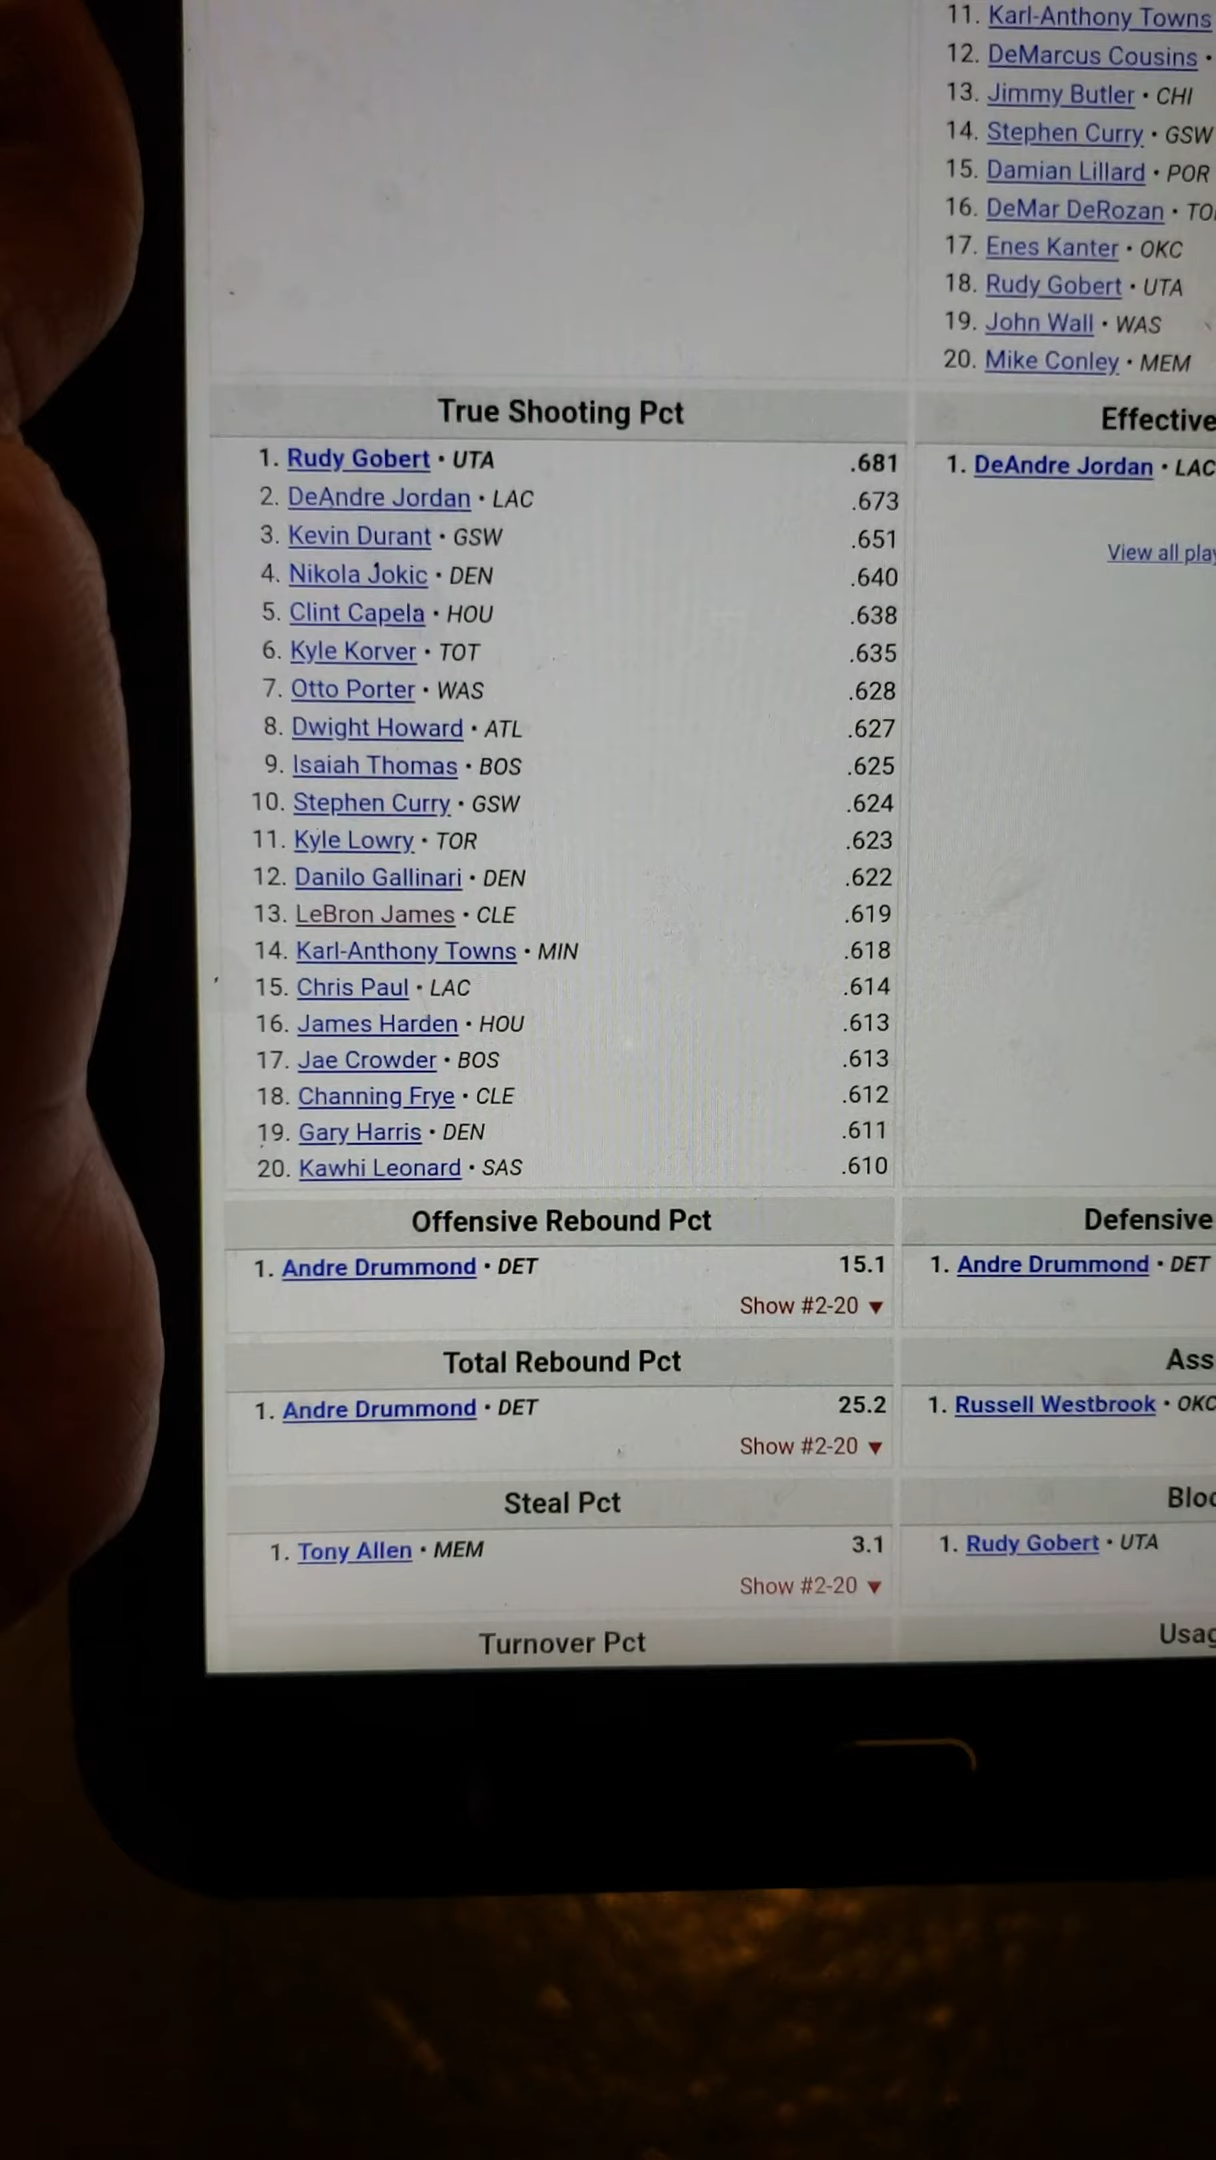 11. Karl-Anthony Towns
12. DeMarcus Cousins •
13. Jimmy Butler • CHI
14. Stephen Curry • GSW
15. Damian Lillard • POR
16. DeMar DeRozan • TO
17. Enes Kanter • OKC
18. Rudy Gobert • UTA
19. John Wall • WAS
20. Mike Conley • MEM
True Shooting Pct
1. Rudy Gobert • UTA .681
2. DeAndre Jordan • LAC .673
3. Kevin Durant • GSW .651
4. Nikola Jokic • DEN .640
5. Clint Capela • HOU .638
6. Kyle Korver • TOT .635
7. Otto Porter • WAS .628
8. Dwight Howard • ATL .627
9. Isaiah Thomas • BOS .625
10. Stephen Curry • GSW .624
11. Kyle Lowry • TOR .623
12. Danilo Gallinari • DEN .622
13. LeBron James • CLE .619
14. Karl-Anthony Towns • MIN .618
15. Chris Paul • LAC .614
16. James Harden • HOU .613
17. Jae Crowder • BOS .613
18. Channing Frye • CLE .612
19. Gary Harris • DEN .611
20. Kawhi Leonard • SAS .610
Effective
1. DeAndre Jordan • LAC
View all play
Offensive Rebound Pct
1. Andre Drummond • DET 15.1
Show #2-20 ▼
Defensive
1. Andre Drummond • DET
Total Rebound Pct
1. Andre Drummond • DET 25.2
Show #2-20 ▼
Ass
1. Russell Westbrook • OKC
Steal Pct
1. Tony Allen • MEM 3.1
Show #2-20 ▼
Bloc
1. Rudy Gobert • UTA
Turnover Pct
Usag